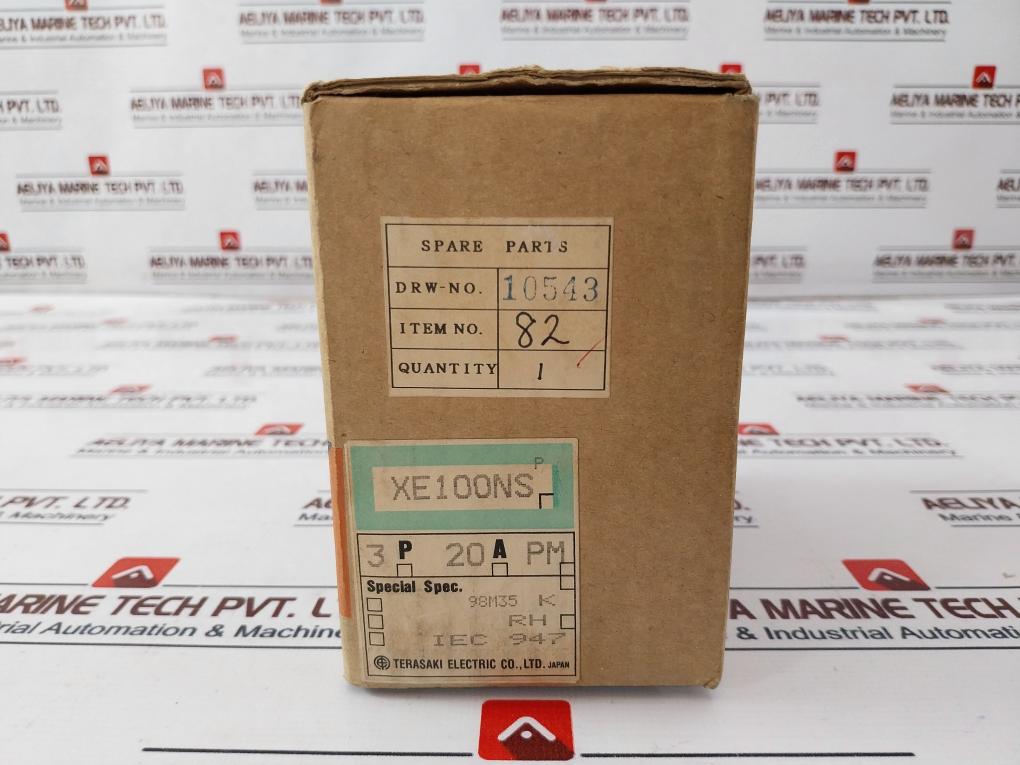 AELIYA MARINE TECH PVT. LTD.
Marine & Industrial Automation & Machinery
SPARE PARTS
DRW-NO. 10543
ITEM NO. 82
QUANTITY 1
P
XE100NS
3 P 20 A PM
Special Spec.
98M35 K
RH
IEC 947
TERASAKI ELECTRIC CO., LTD. JAPAN